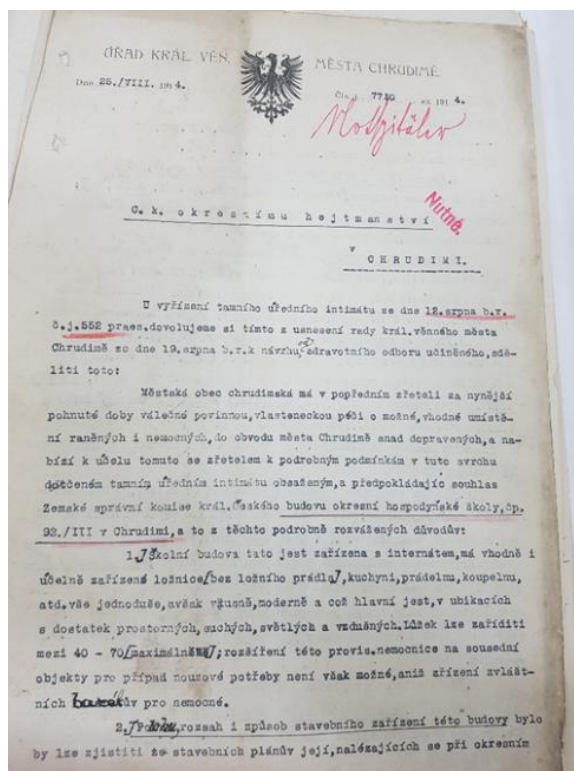 ÚŘAD KRÁL. VĚN. MĚSTA CHRUDIMĚ.
Dne 25./VIII. 1914. Čís. j. 7750 ex 1914.
Notspitäler
Nutné.
C.k. okresnímu hejtmanství
v
CHRUDIMI.
U vyřízení tamního úředního intimátu ze dne 12.srpna b.r.
č.j.552 praes.dovolujeme si tímto z usnesení rady král.věnného města
Chrudimě ze dne 19.srpna b.r.k návrhu zdravotního odboru učiněného,sdě-
liti toto:
Městská obec chrudimská má v popředním zřeteli za nynější
pohnuté doby válečné povinnou,vlasteneckou péči o možné,vhodné umístě-
ní raněných i nemocných,do obvodu města Chrudimě snad dopravených,a na-
bízí k účelu tomuto se zřetelem k podrobným podmínkám v tuto svrchu
dotčeném tamním úředním intimátu obsaženým,a předpokládajíc souhlas
Zemské správní komise král.českého budovu okresní hospodyňské školy,čp.
92./III v Chrudimi,a to z těchto podrobně rozvážených důvodův:
1./Školní budova tato jest zařízena s internátem,má vhodně i
účelně zařízené ložnice/bez ložního prádla/,kuchyni,prádelnu,koupelnu,
atd.vše jednoduše,avšak vkusně,moderně a což hlavní jest,v ubikacích
s dostatek prostorných,suchých,světlých a vzdušných.Lůžek lze zaříditi
mezi 40 - 70/maximálně/;rozšíření této provis.nemocnice na sousední
objekty pro případ nouzové potřeby není však možné,aniž zřízení zvlášt-
ních barákův pro nemocné.
2./Polohu,rozsah i způsob stavebního zařízení této budovy bylo
by lze zjistiti ze stavebních plánův její,nalézajících se při okresním